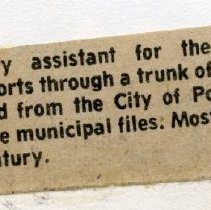 y assistant for the
orts through a trunk of
d from the City of Po
e municipal files. Most
tury.